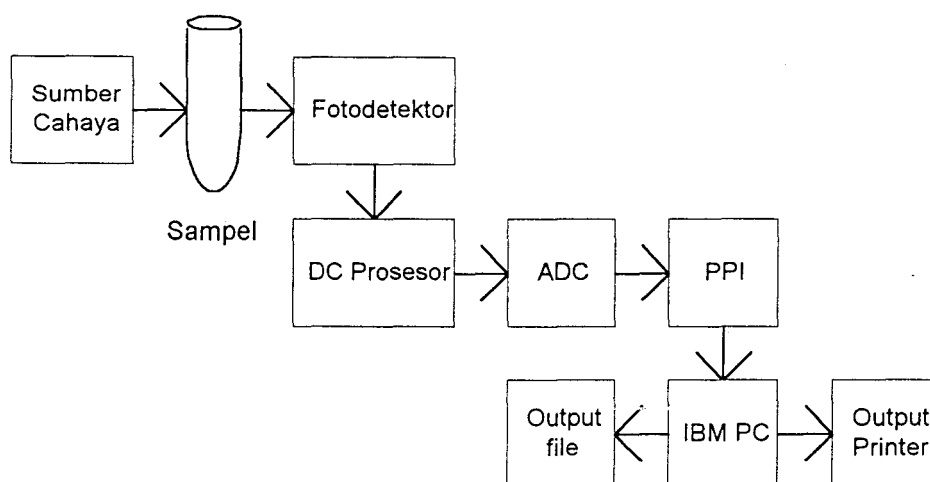 Sumber
Cahaya
Fotodetektor
Sampel
DC Prosesor
ADC
PPI
Output
file
IBM PC
Output
Printer